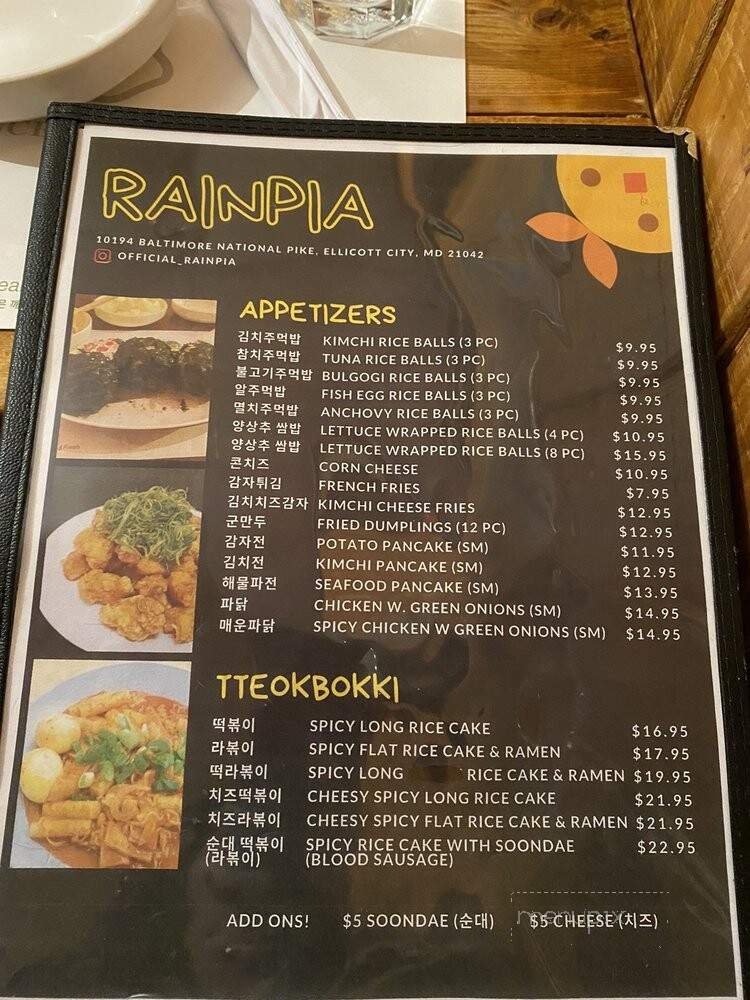 RAINPIA
10194 BALTIMORE NATIONAL PIKE, ELLICOTT CITY, MD 21042
OFFICIAL_RAINPIA
APPETIZERS
김치주먹밥 KIMCHI RICE BALLS (3 PC) $9.95
참치주먹밥 TUNA RICE BALLS (3 PC) $9.95
불고기주먹밥 BULGOGI RICE BALLS (3 PC) $9.95
알주먹밥 FISH EGG RICE BALLS (3 PC) $9.95
멸치주먹밥 ANCHOVY RICE BALLS (3 PC) $9.95
양상추 쌈밥 LETTUCE WRAPPED RICE BALLS (4 PC) $10.95
양상추 쌈밥 LETTUCE WRAPPED RICE BALLS (8 PC) $15.95
콘치즈 CORN CHEESE $10.95
감자튀김 FRENCH FRIES $7.95
김치치즈감자 KIMCHI CHEESE FRIES $12.95
군만두 FRIED DUMPLINGS (12 PC) $12.95
감자전 POTATO PANCAKE (SM) $11.95
김치전 KIMCHI PANCAKE (SM) $12.95
해물파전 SEAFOOD PANCAKE (SM) $13.95
파닭 CHICKEN W. GREEN ONIONS (SM) $14.95
매운파닭 SPICY CHICKEN W GREEN ONIONS (SM) $14.95
TTEOKBOKKI
떡볶이 SPICY LONG RICE CAKE $16.95
라볶이 SPICY FLAT RICE CAKE & RAMEN $17.95
떡라볶이 SPICY LONG RICE CAKE & RAMEN $19.95
치즈떡볶이 CHEESY SPICY LONG RICE CAKE $21.95
치즈라볶이 CHEESY SPICY FLAT RICE CAKE & RAMEN $21.95
순대 떡볶이 SPICY RICE CAKE WITH SOONDAE $22.95
(라볶이) (BLOOD SAUSAGE)
ADD ONS! $5 SOONDAE (순대) $5 CHEESE (치즈)
menupix